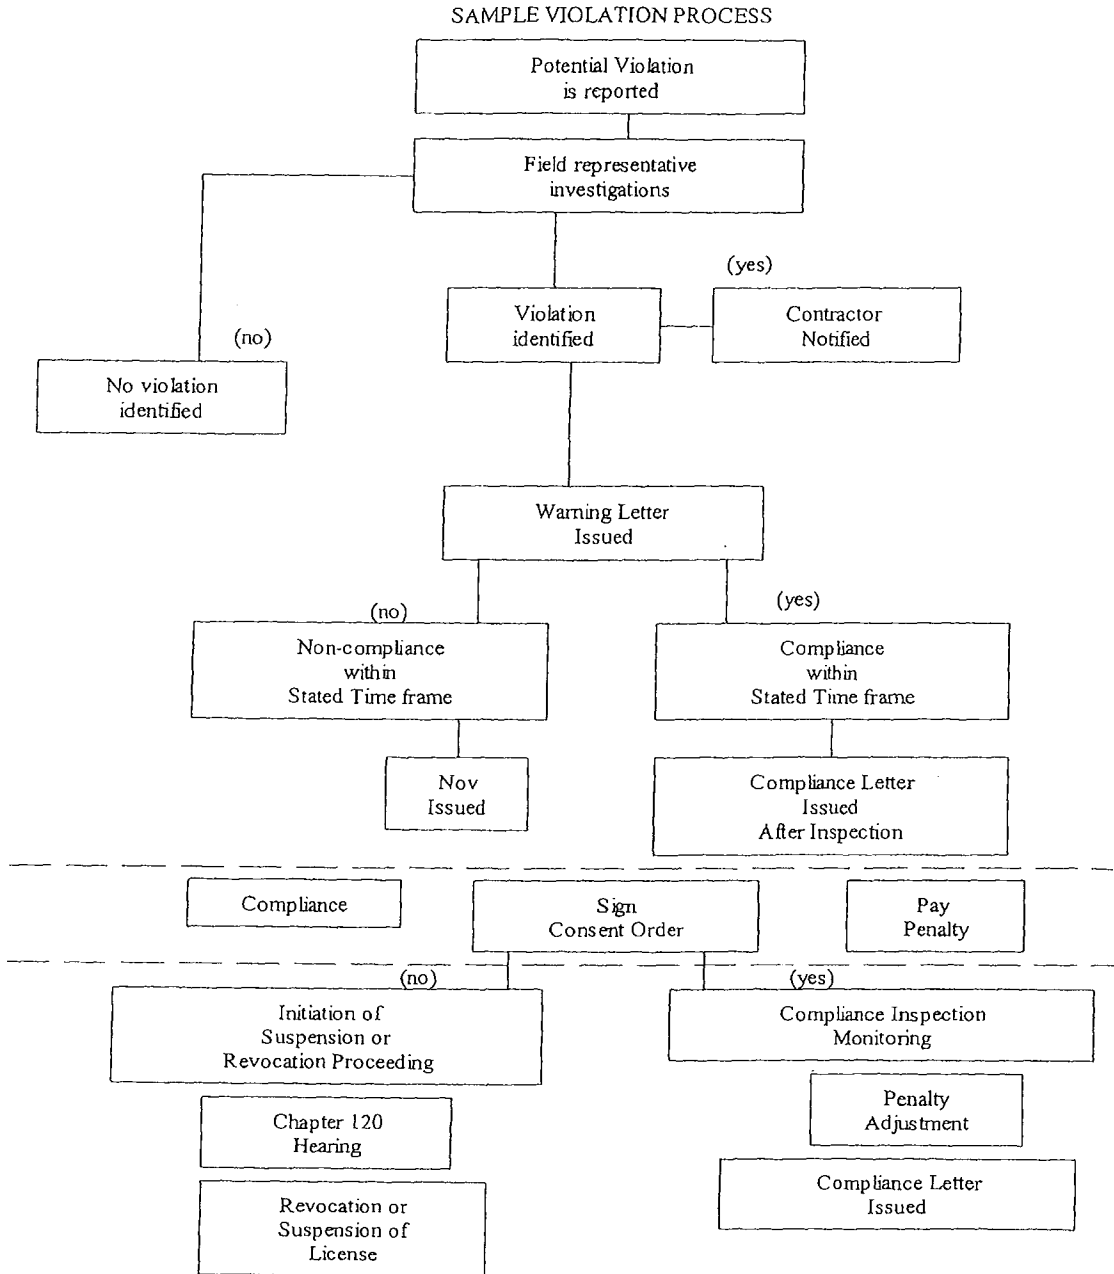 SAMPLE VIOLATION PROCESS
Potential Violation
is reported
Field representative
investigations
(yes)
Violation
identified
Contractor
Notified
(no)
No violation
identified
Warning Letter
Issued
(no)
(yes)
Non-compliance
within
Stated Time frame
Compliance
within
Stated Time frame
Nov
Issued
Compliance Letter
Issued
After Inspection
Compliance
Sign
Consent Order
Pay
Penalty
(no)
(yes)
Initiation of
Suspension or
Revocation Proceeding
Compliance Inspection
Monitoring
Chapter 120
Hearing
Penalty
Adjustment
Revocation or
Suspension of
License
Compliance Letter
Issued